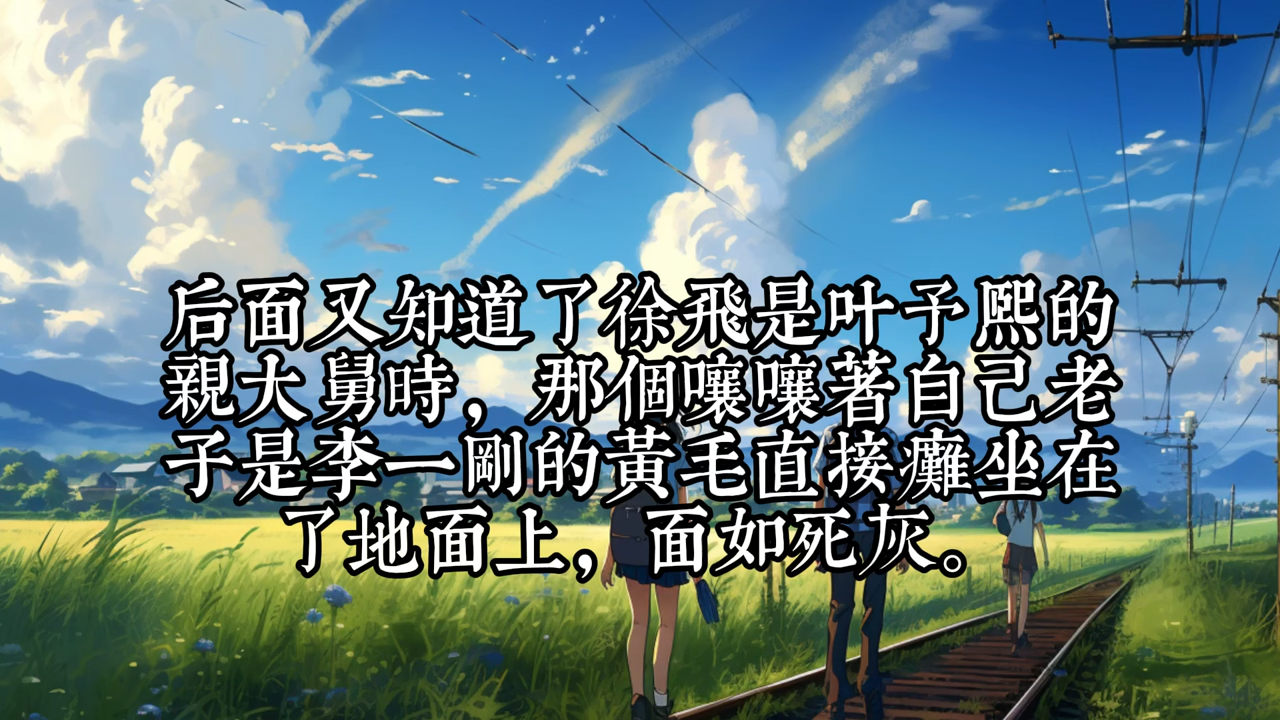 后面又知道了徐飛是叶予熙的
親大舅時，那個嚷嚷著自己老
子是李一剛的黃毛直接癱坐在
了地面上，面如死灰。